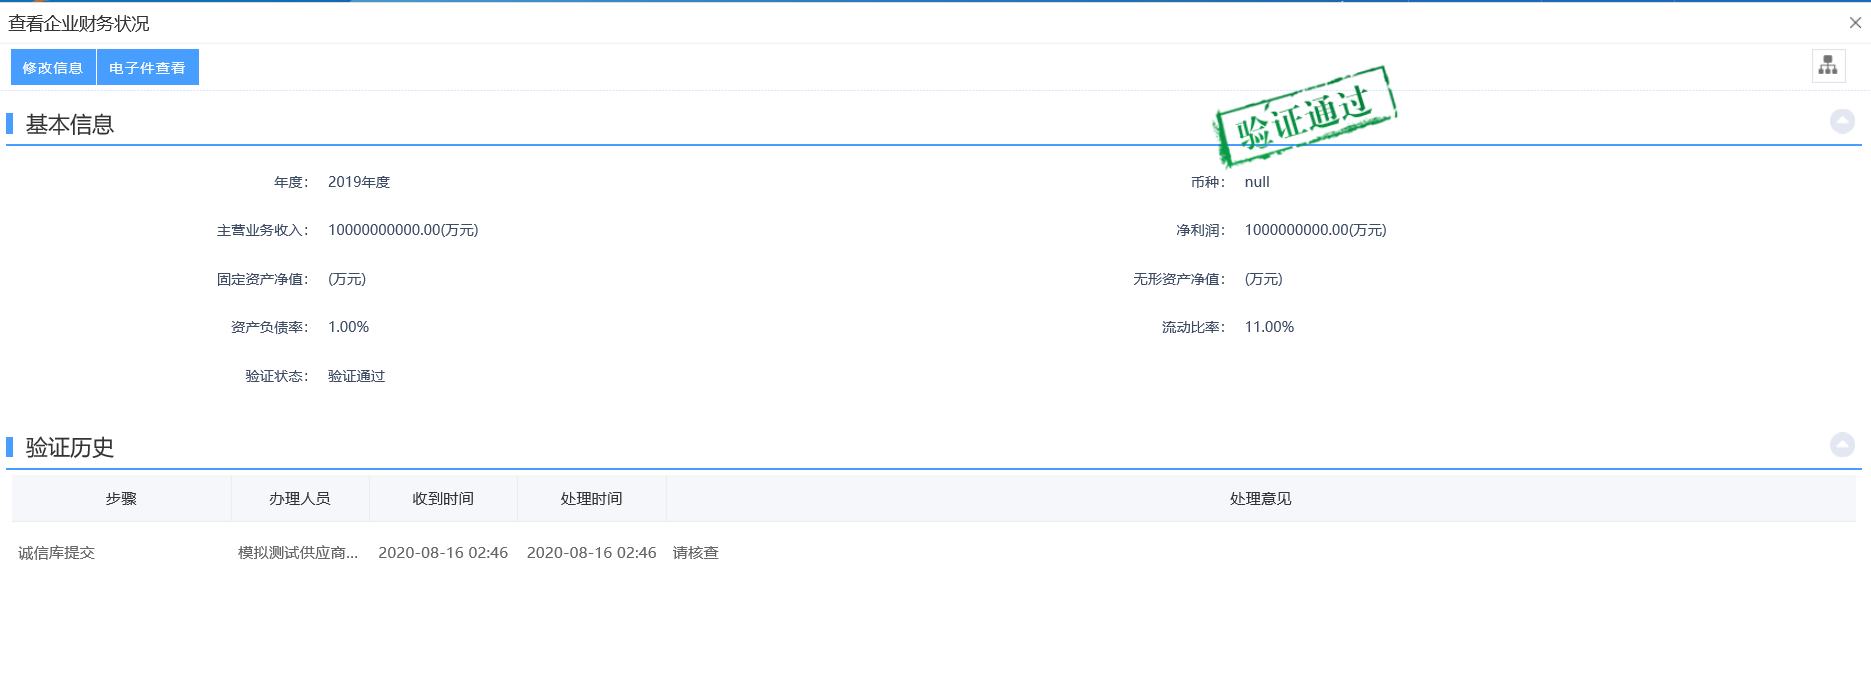 查看企业财务状况
修改信息 电子件查看
验证通过
基本信息
年度： 2019年度 币种： null
主营业务收入： 10000000000.00(万元) 净利润： 1000000000.00(万元)
固定资产净值： (万元) 无形资产净值： (万元)
资产负债率： 1.00% 流动比率： 11.00%
验证状态： 验证通过
验证历史
步骤 办理人员 收到时间 处理时间 处理意见
诚信库提交 模拟测试供应商... 2020-08-16 02:46 2020-08-16 02:46 请核查